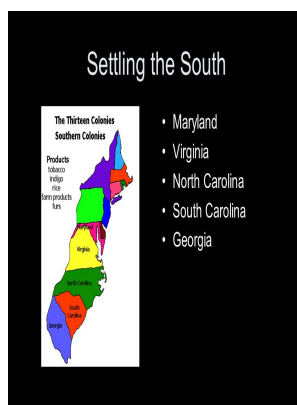 Settling the South
The Thirteen Colonies
Southern Colonies
Products
tobacco
indigo
rice
farm products
furs
Maryland
Virginia
North Carolina
South
Carolina
Georgia
• Maryland
• Virginia
• North Carolina
• South Carolina
• Georgia